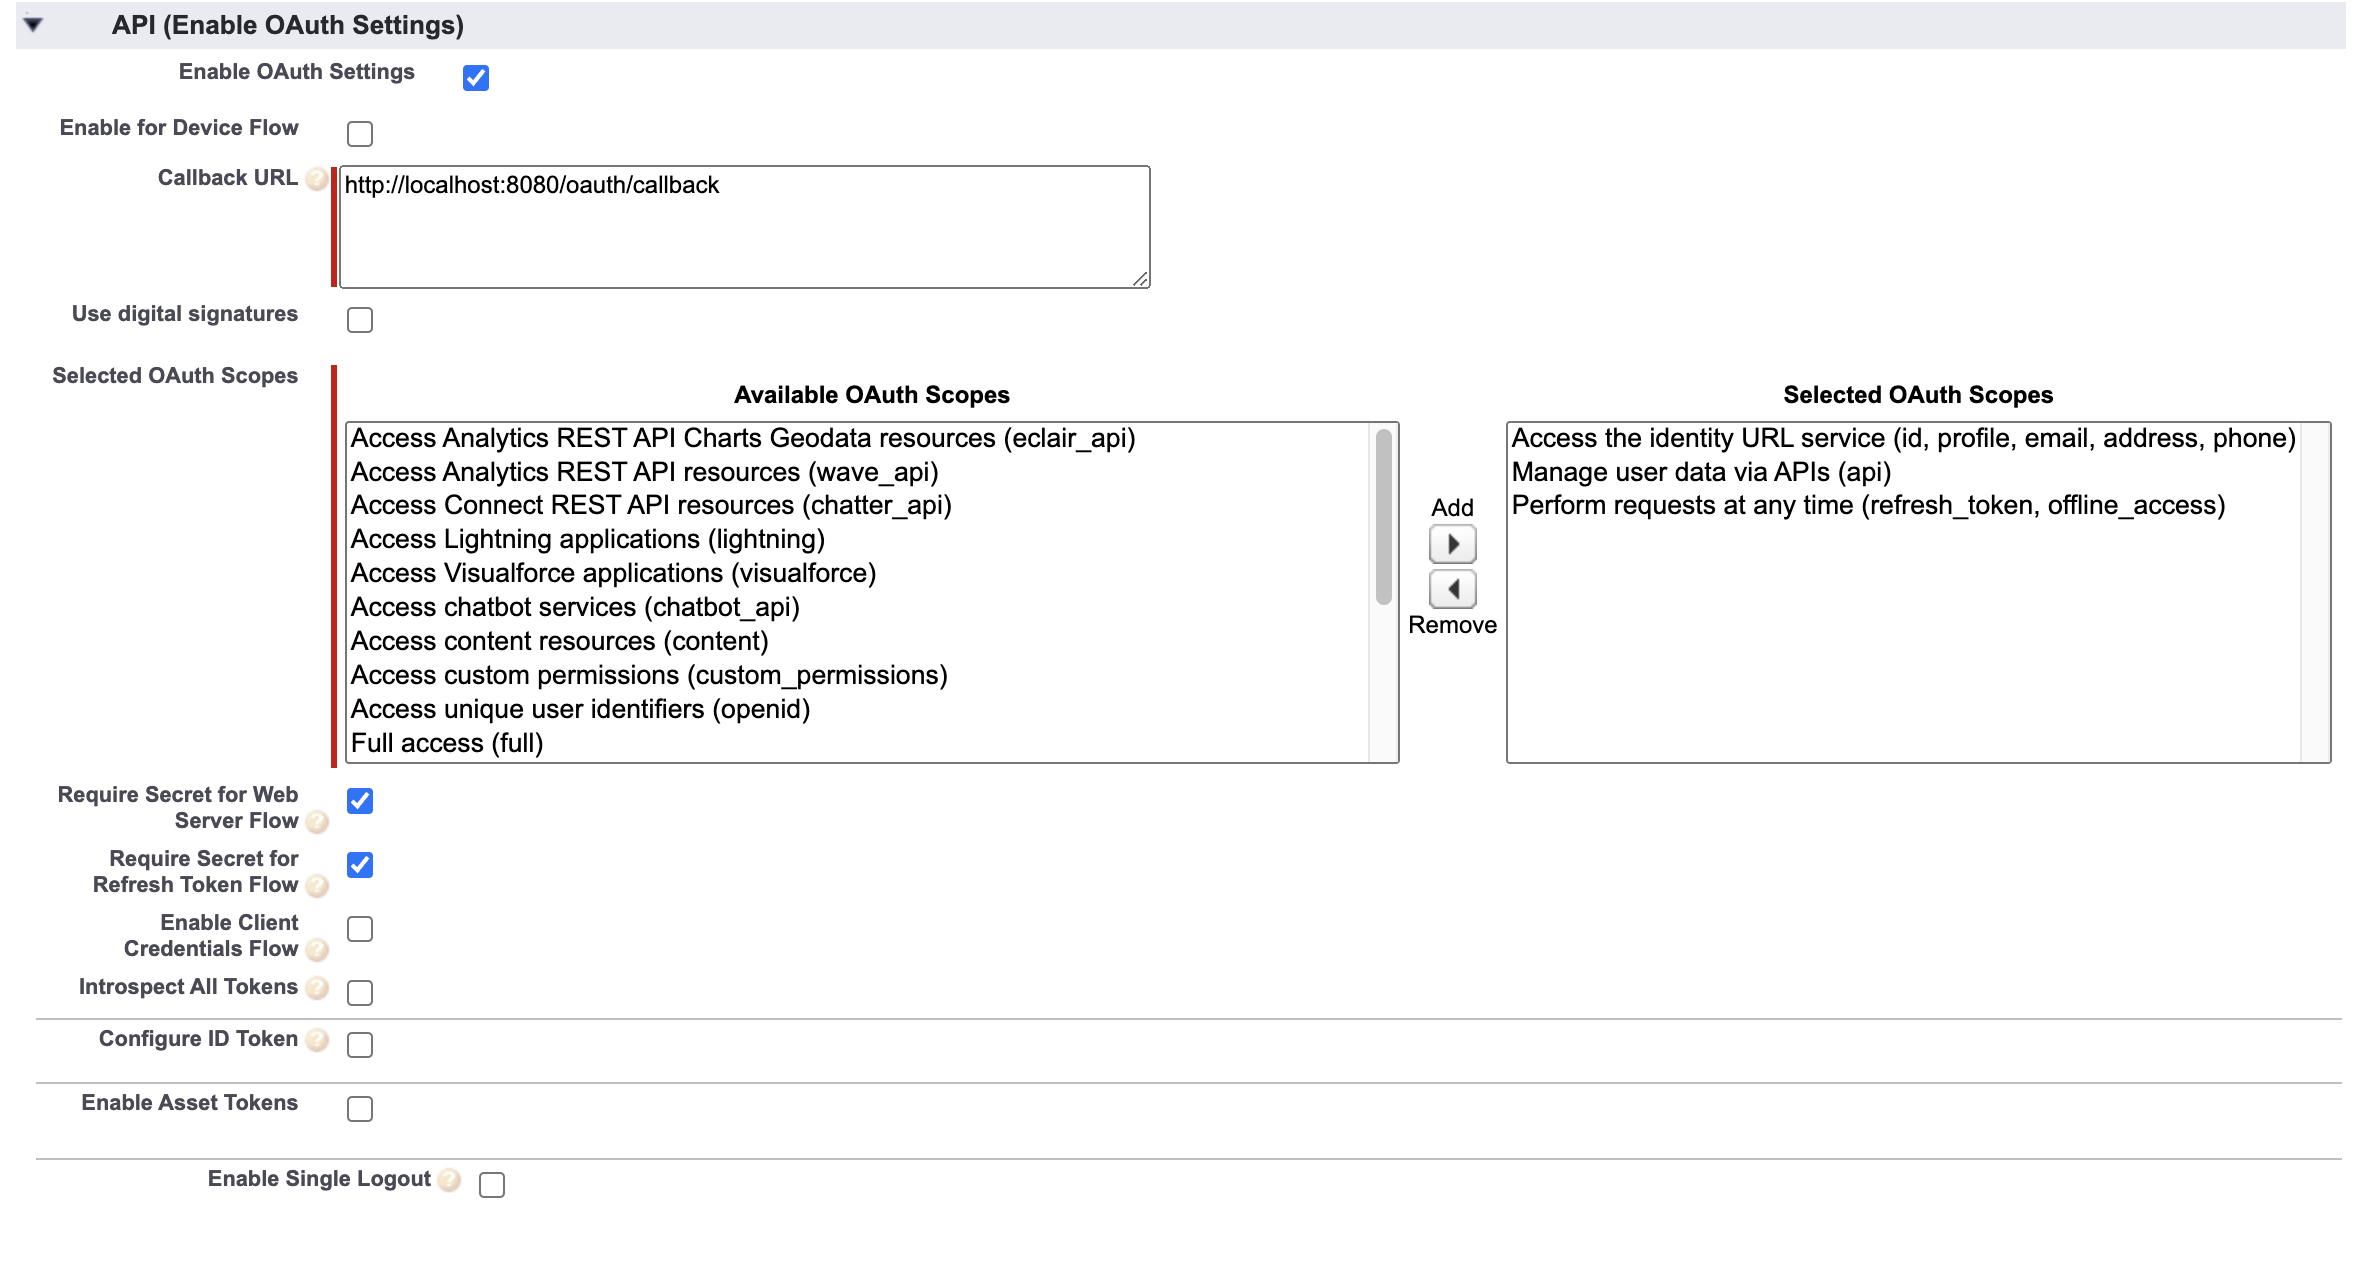 API (Enable OAuth Settings)
Enable OAuth Settings
Enable for Device Flow
Callback URL ?
http://localhost:8080/oauth/callback
Use digital signatures
Selected OAuth Scopes
Available OAuth Scopes
Access Analytics REST API Charts Geodata resources (eclair_api)
Access Analytics REST API resources (wave_api)
Access Connect REST API resources (chatter_api)
Access Lightning applications (lightning)
Access Visualforce applications (visualforce)
Access chatbot services (chatbot_api)
Access content resources (content)
Access custom permissions (custom_permissions)
Access unique user identifiers (openid)
Full access (full)
Add
Remove
Selected OAuth Scopes
Access the identity URL service (id, profile, email, address, phone)
Manage user data via APIs (api)
Perform requests at any time (refresh_token, offline_access)
Require Secret for Web
Server Flow ?
Require Secret for
Refresh Token Flow ?
Enable Client
Credentials Flow ?
Introspect All Tokens ?
Configure ID Token ?
Enable Asset Tokens
Enable Single Logout ?